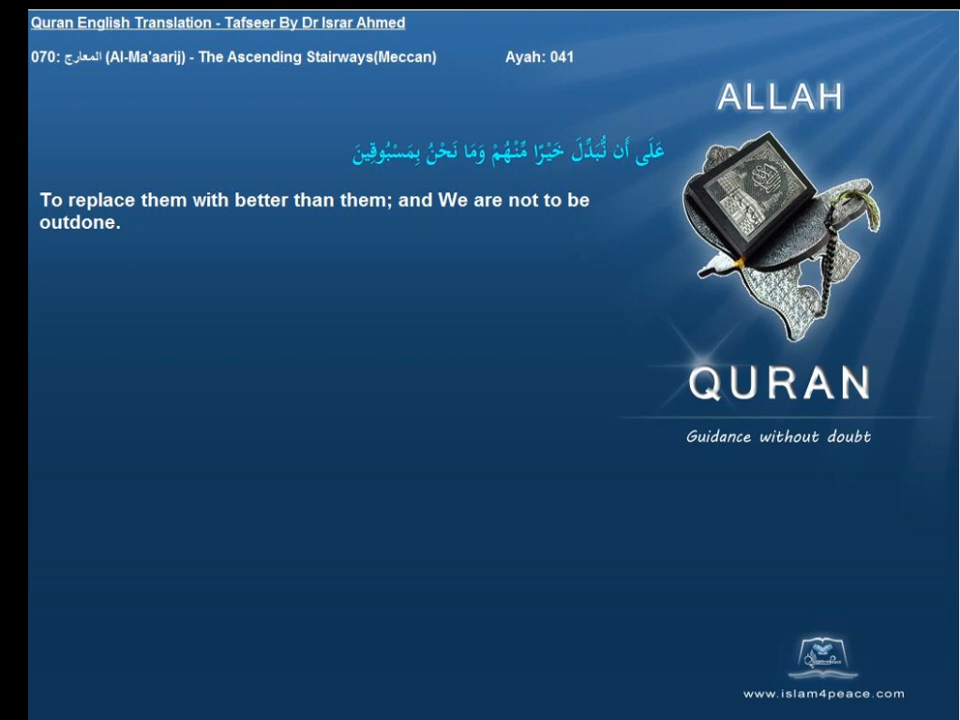 Quran English Translation - Tafseer By Dr Israr Ahmed
070: المعارج (Al-Ma'aarij) - The Ascending Stairways(Meccan) Ayah: 041
ALLAH
عَلَى أَن نُّبَدِّلَ خَيْرًا مِّنْهُمْ وَمَا نَحْنُ بِمَسْبُوقِينَ
To replace them with better than them; and We are not to be
outdone.
QURAN
Guidance without doubt
www.islam4peace.com